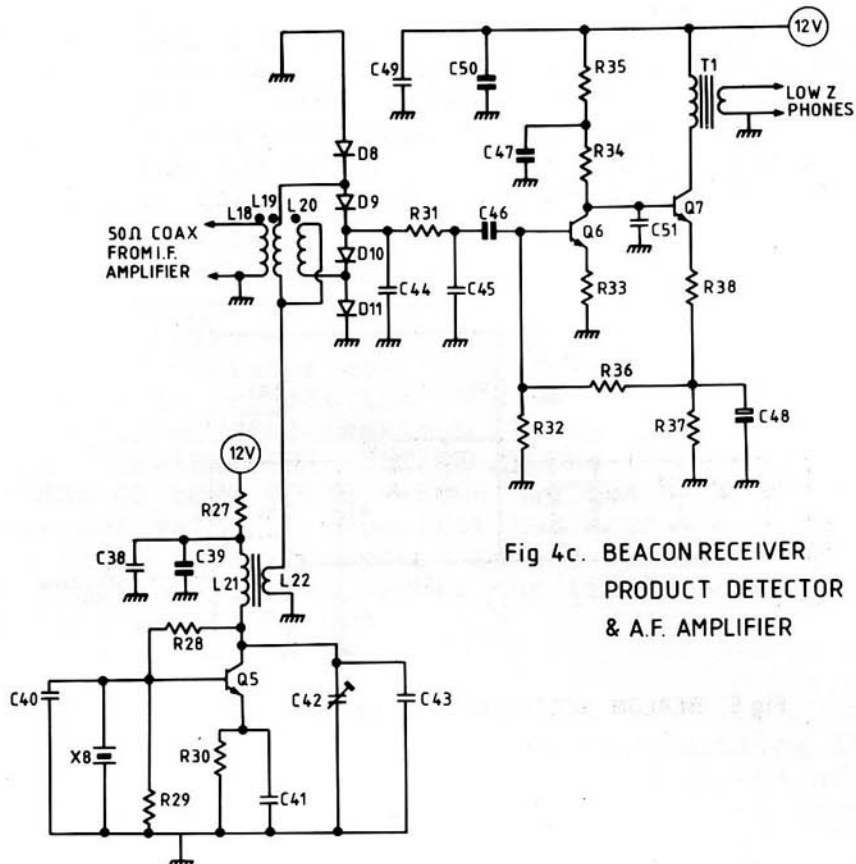 12V
C49
C50
R35
T1
LOW Z
PHONES
D8
C47
R34
L18
L19
L20
D9
R31
C46
Q6
Q7
C51
50Ω COAX
FROM I.F.
AMPLIFIER
D10
C44
C45
R33
R38
D11
R36
R32
R37
C48
12V
R27
C38
C39
L21
L22
Fig 4c. BEACON RECEIVER
PRODUCT DETECTOR
& A.F. AMPLIFIER
R28
C40
Q5
C42
C43
X8
R30
R29
C41